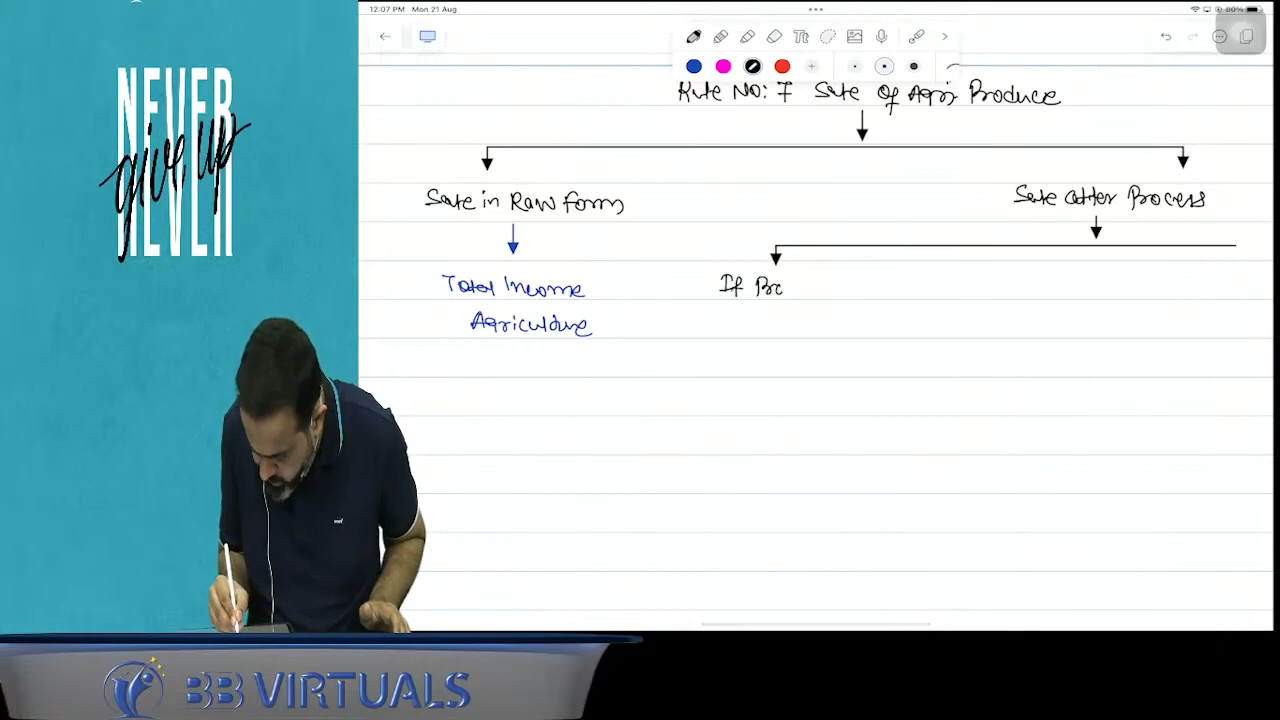 12:07 PM Mon 21 Aug
80%
NEVER
give up
NEVER
Rule No: 7 Sale Of Agri Produce
Sale in Raw form
Sale after Process
Total Income
Agriculture
If Pro
BB VIRTUALS